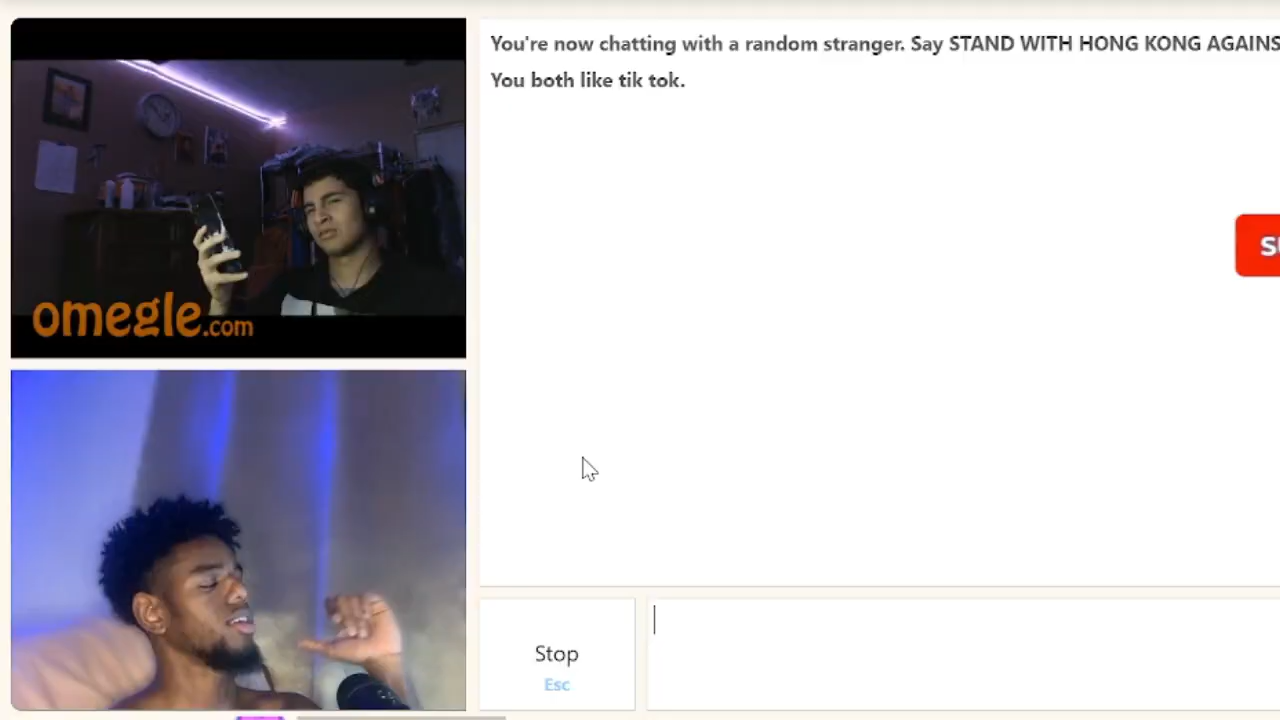 You're now chatting with a random stranger. Say STAND WITH HONG KONG AGAINS
You both like tik tok.
omegle.com
Stop
Esc